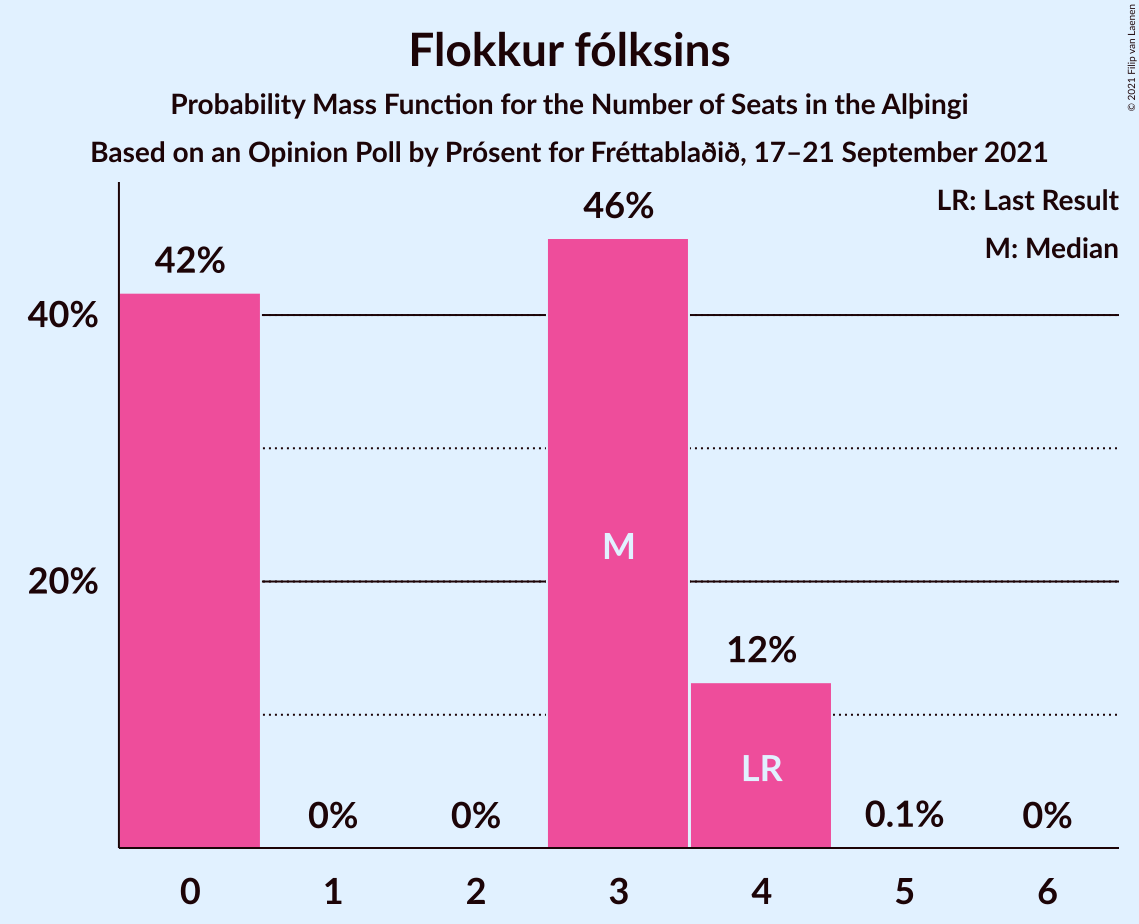 Flokkur fólksins
Probability Mass Function for the Number of Seats in the Alþingi
Based on an Opinion Poll by Prósent for Fréttablaðið, 17–21 September 2021
© 2021 Filip van Laenen
LR: Last Result
M: Median
46%
42%
40%
M
20%
12%
LR
0%
0%
0.1%
0%
0
1
2
3
4
5
6